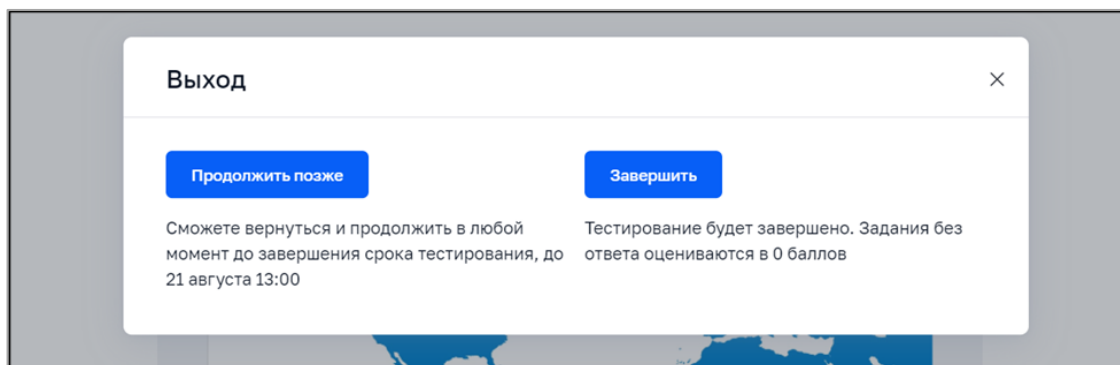 Выход
Продолжить позже
Сможете вернуться и продолжить в любой
момент до завершения срока тестирования, до
21 августа 13:00
Завершить
Тестирование будет завершено. Задания без
ответа оцениваются в 0 баллов